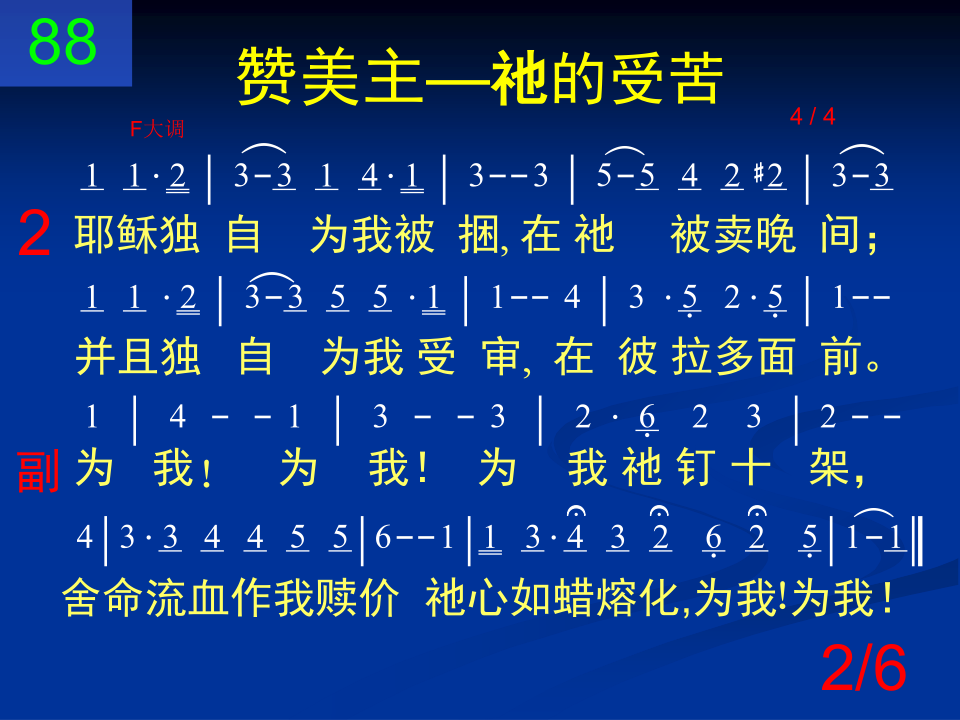 88
赞美主—祂的受苦
F大调
4 / 4
1 1·2 | 3-3 1 4·1 | 3--3 | 5-5 4 2 #2 | 3-3
2 耶稣独 自 为我被 捆, 在 祂 被卖晚 间；
1 1 ·2 | 3-3 5 5 ·1 | 1-- 4 | 3 ·5 2·5 | 1--
并且独 自 为我 受 审, 在 彼 拉多面 前。
1 | 4 - - 1 | 3 - - 3 | 2 · 6 2 3 | 2 - -
副 为 我！ 为 我！ 为 我 祂 钉 十 架，
4 | 3·3 4 4 5 5 | 6--1 | 1 3·4 3 2 6 2 5 | 1-1 ‖
舍命流血作我赎价 祂心如蜡熔化,为我!为我！
2/6